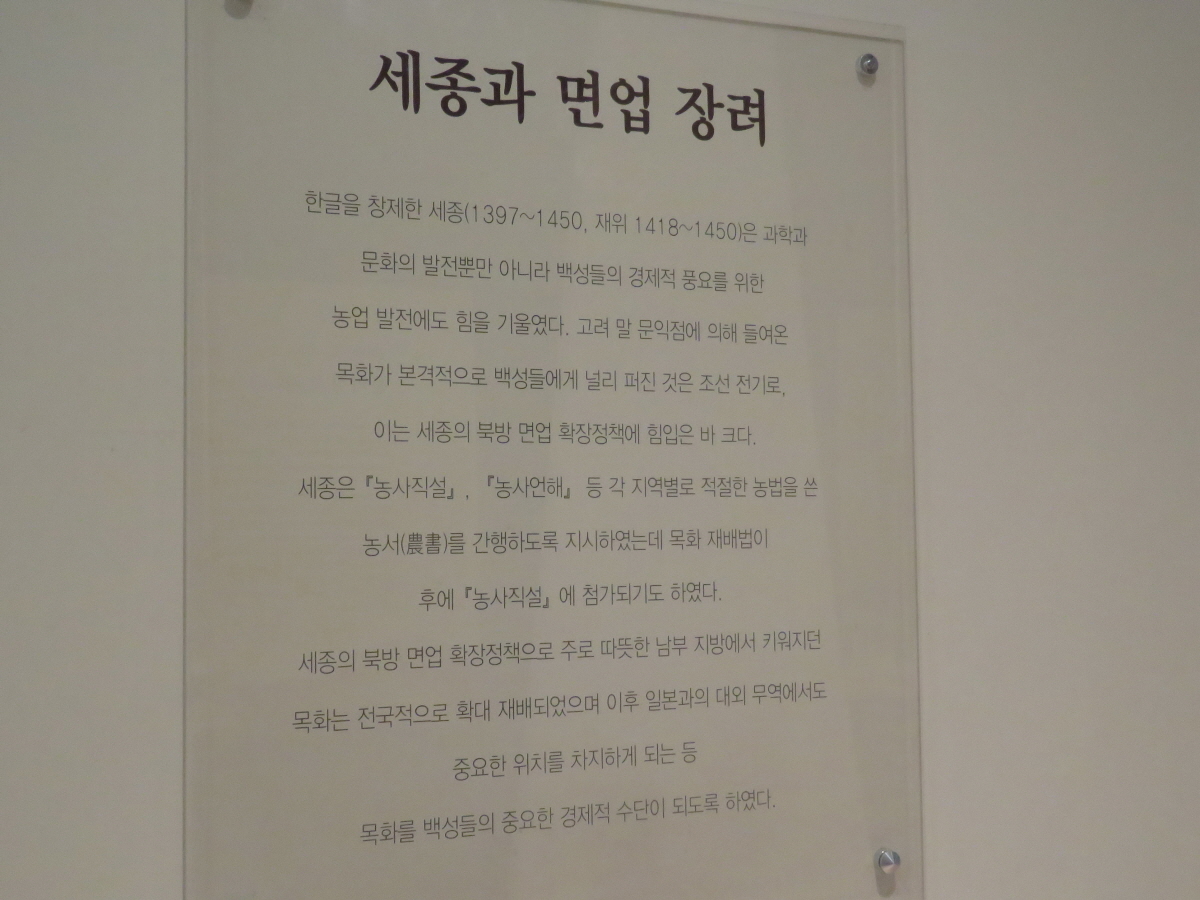 세종과 면업 장려
한글을 창제한 세종(1397~1450, 재위 1418~1450)은 과학과
문화의 발전뿐만 아니라 백성들의 경제적 풍요를 위한
농업 발전에도 힘을 기울였다. 고려 말 문익점에 의해 들여온
목화가 본격적으로 백성들에게 널리 퍼진 것은 조선 전기로,
이는 세종의 북방 면업 확장정책에 힘입은 바 크다.
세종은 『농사직설』, 『농사언해』 등 각 지역별로 적절한 농법을 쓴
농서(農書)를 간행하도록 지시하였는데 목화 재배법이
후에 『농사직설』에 첨가되기도 하였다.
세종의 북방 면업 확장정책으로 주로 따뜻한 남부 지방에서 키워지던
목화는 전국적으로 확대 재배되었으며 이후 일본과의 대외 무역에서도
중요한 위치를 차지하게 되는 등
목화를 백성들의 중요한 경제적 수단이 되도록 하였다.